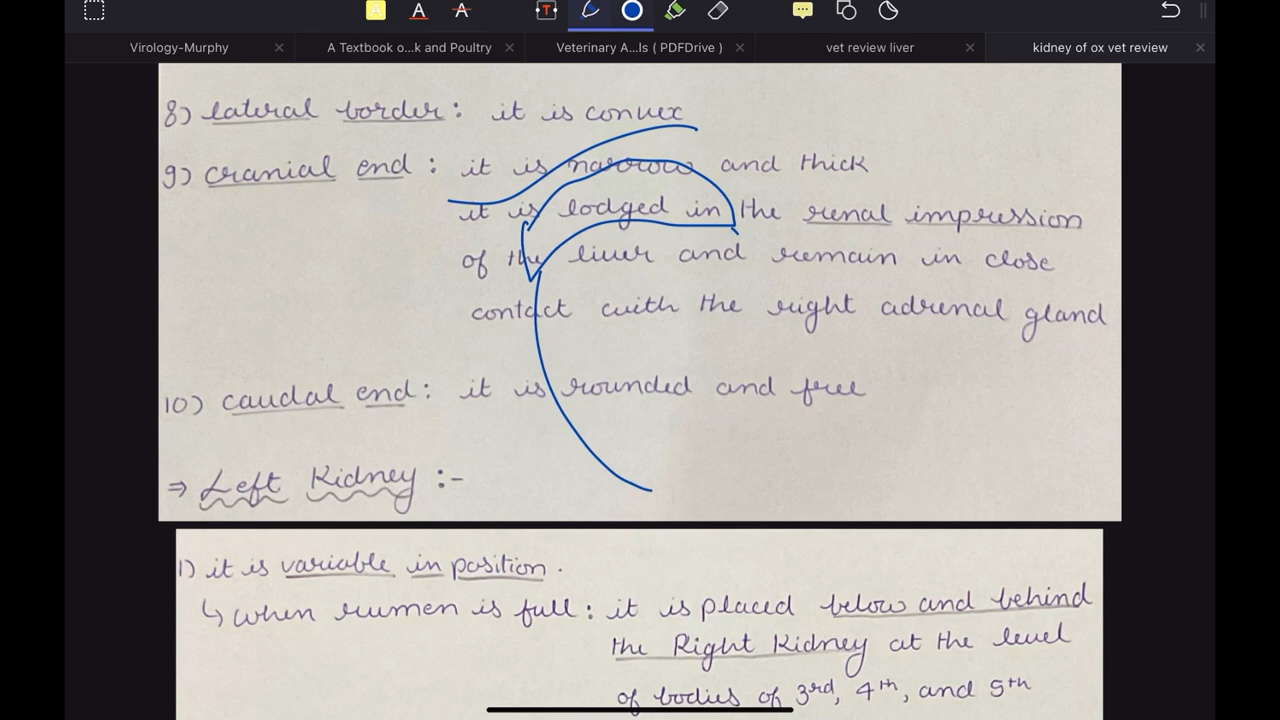 T
A
A
Virology-Murphy
A Textbook o...k and Poultry
Veterinary A...ls ( PDFDrive )
vet review liver
kidney of ox vet review
8) lateral border : it is convex
9) cranial end : it is narrow and thick
it is lodged in the renal impression
of the liver and remain in close
contact with the right adrenal gland
10) caudal end : it is rounded and free
⇒ Left Kidney :-
1) it is variable in position .
↳ when rumen is full : it is placed below and behind
the Right Kidney at the level
of bodies of 3rd, 4th, and 5th